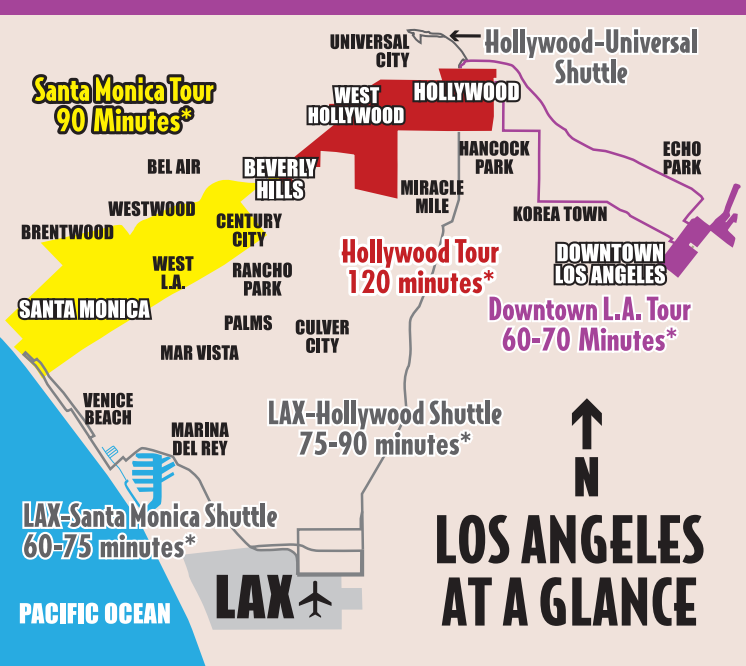 UNIVERSAL
CITY
Hollywood-Universal
Shuttle
Santa Monica Tour
90 Minutes*
WEST
HOLLYWOOD
HOLLYWOOD
HANCOCK
PARK
ECHO
PARK
BEL AIR
BEVERLY
HILLS
MIRACLE
MILE
WESTWOOD
BRENTWOOD
CENTURY
CITY
KOREA TOWN
WEST
L.A.
RANCHO
PARK
Hollywood Tour
120 minutes*
DOWNTOWN
LOS ANGELES
SANTA MONICA
Downtown L.A. Tour
60-70 Minutes*
PALMS
CULVER
CITY
MAR VISTA
VENICE
BEACH
MARINA
DEL REY
LAX-Hollywood Shuttle
75-90 minutes*
N
LAX-Santa Monica Shuttle
60-75 minutes*
LOS ANGELES
AT A GLANCE
LAX
PACIFIC OCEAN